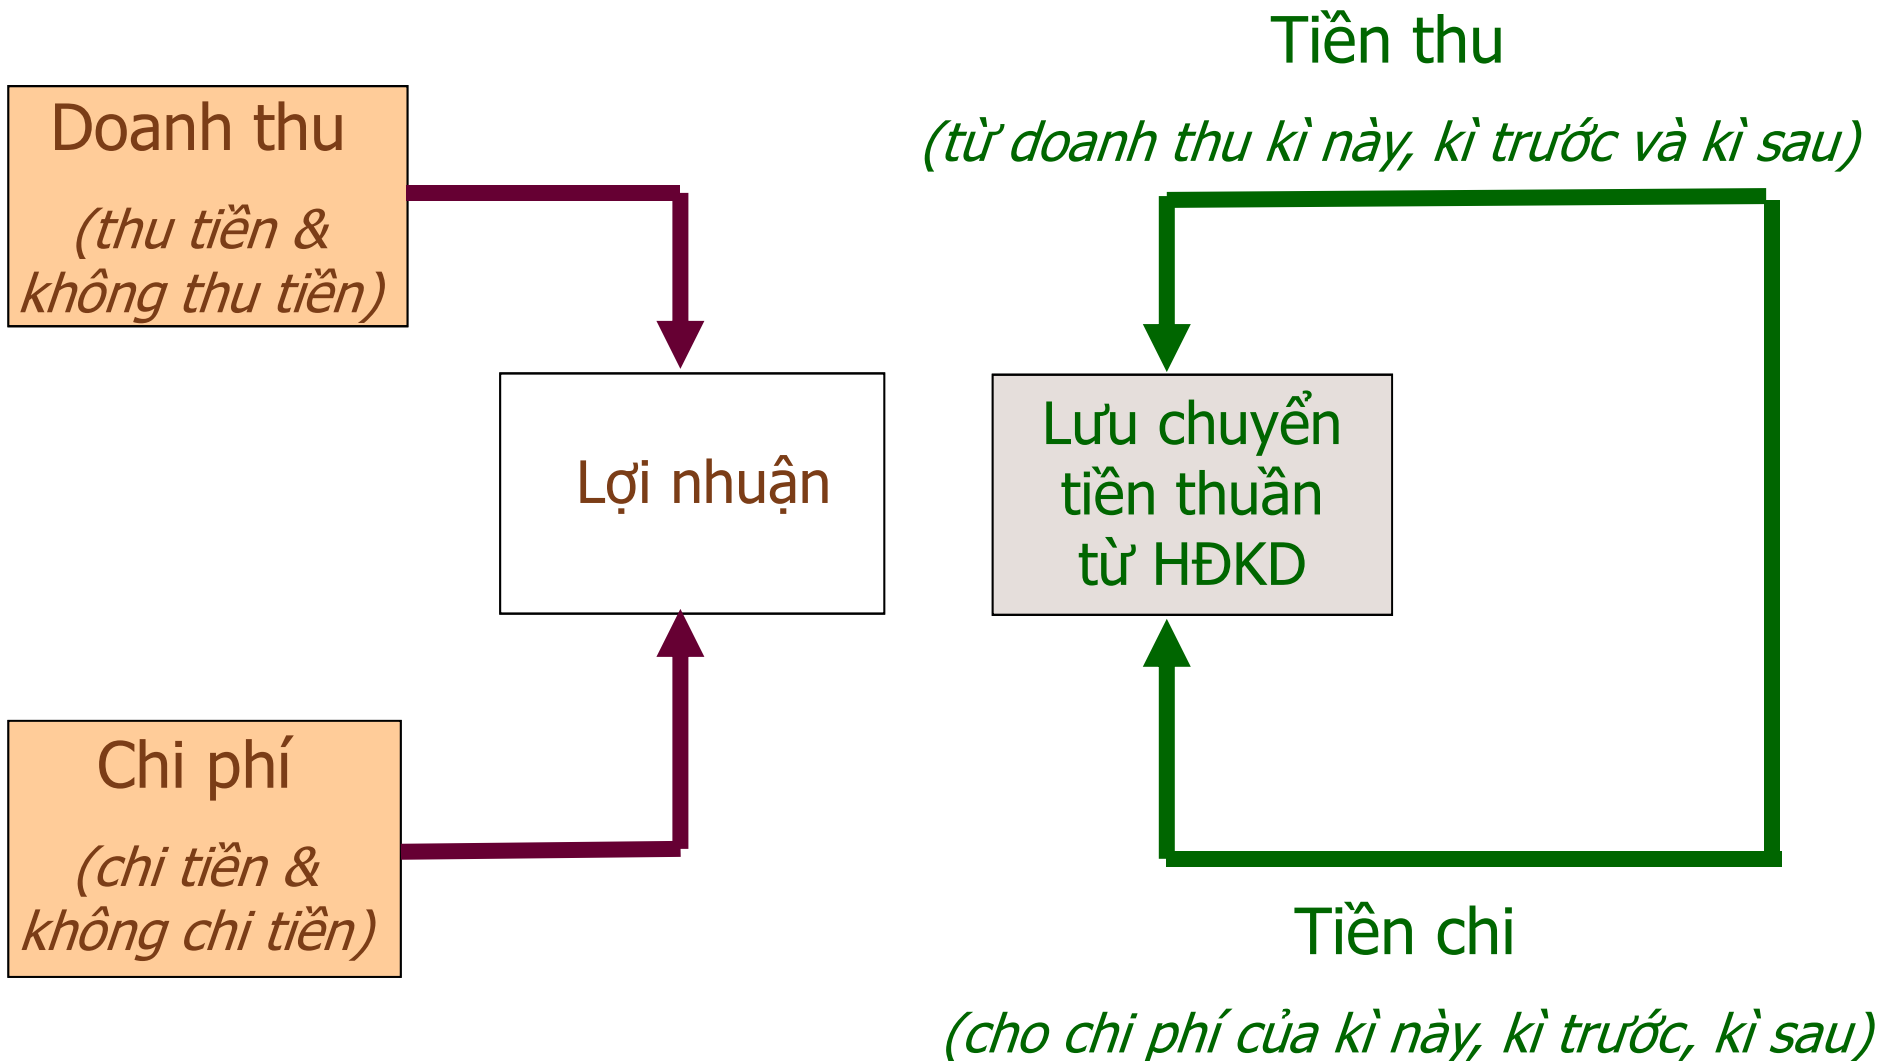 Doanh thu
(thu tiền &
không thu tiền)
Tiền thu
(từ doanh thu kì này, kì trước và kì sau)
Lợi nhuận
Lưu chuyển
tiền thuần
từ HĐKD
Chi phí
(chi tiền &
không chi tiền)
Tiền chi
(cho chi phí của kì này, kì trước, kì sau)